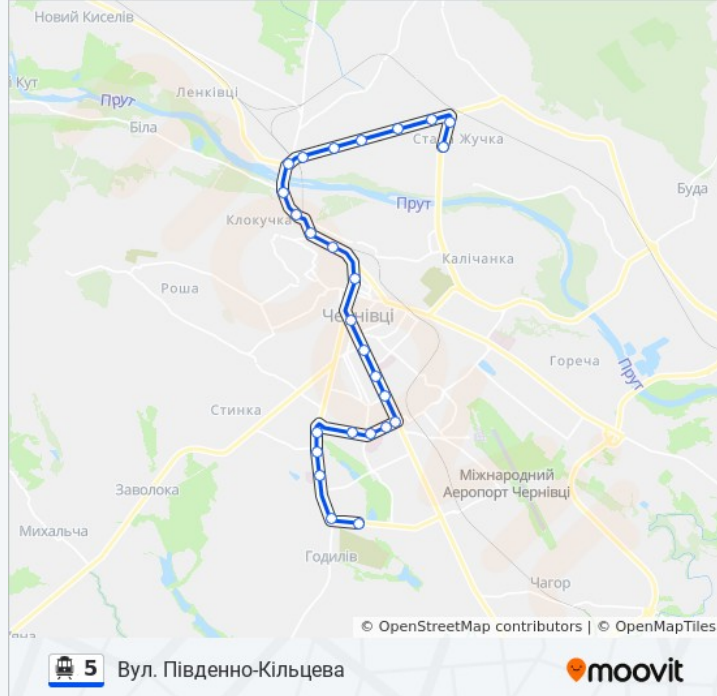 Новий Киселів
й Кут
Прут
Ленківці
Біла
Стара Жучка
Буда
Прут
Клокучка
Калічанка
Роша
Чернівці
Гореча
Прут
Стинка
Міжнародний
Аеропорт Чернівці
Заволока
Михальча
Годилів
Чагор
'яна
© OpenStreetMap contributors | © OpenMapTiles
5 Вул. Південно-Кільцева
moovit